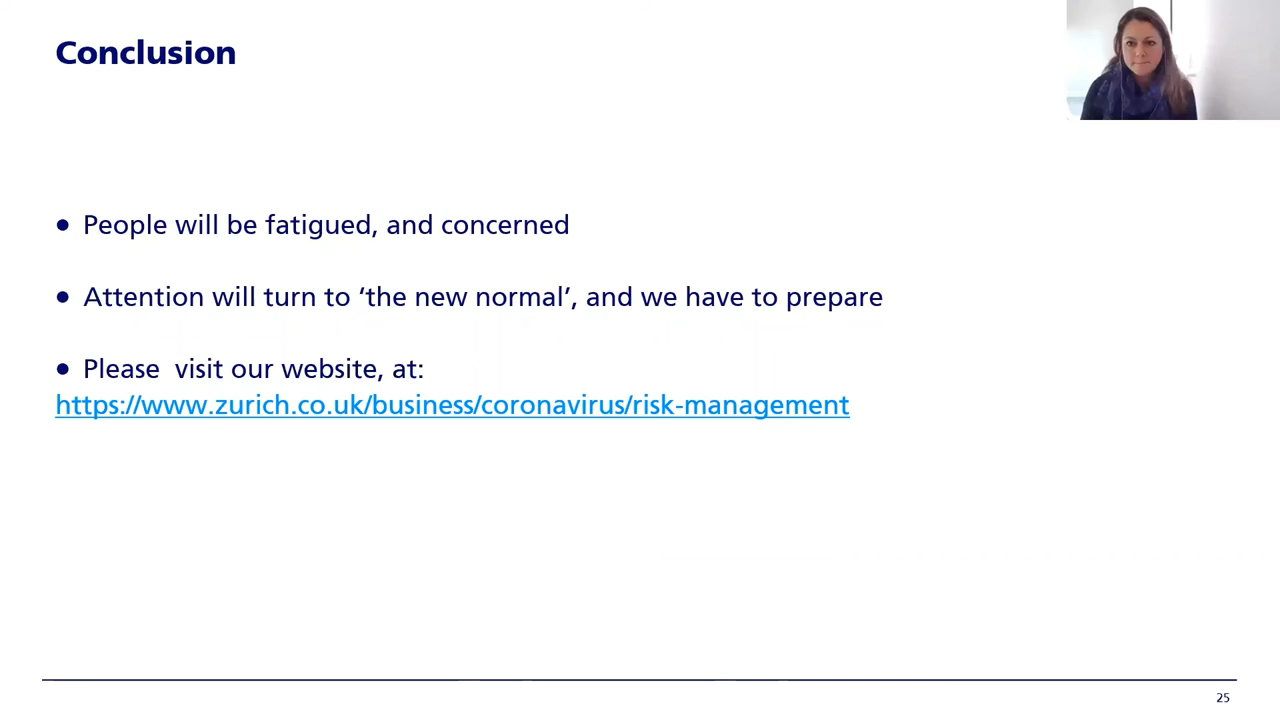 Conclusion
• People will be fatigued, and concerned
• Attention will turn to ‘the new normal’, and we have to prepare
• Please  visit our website, at:
https://www.zurich.co.uk/business/coronavirus/risk-management
25